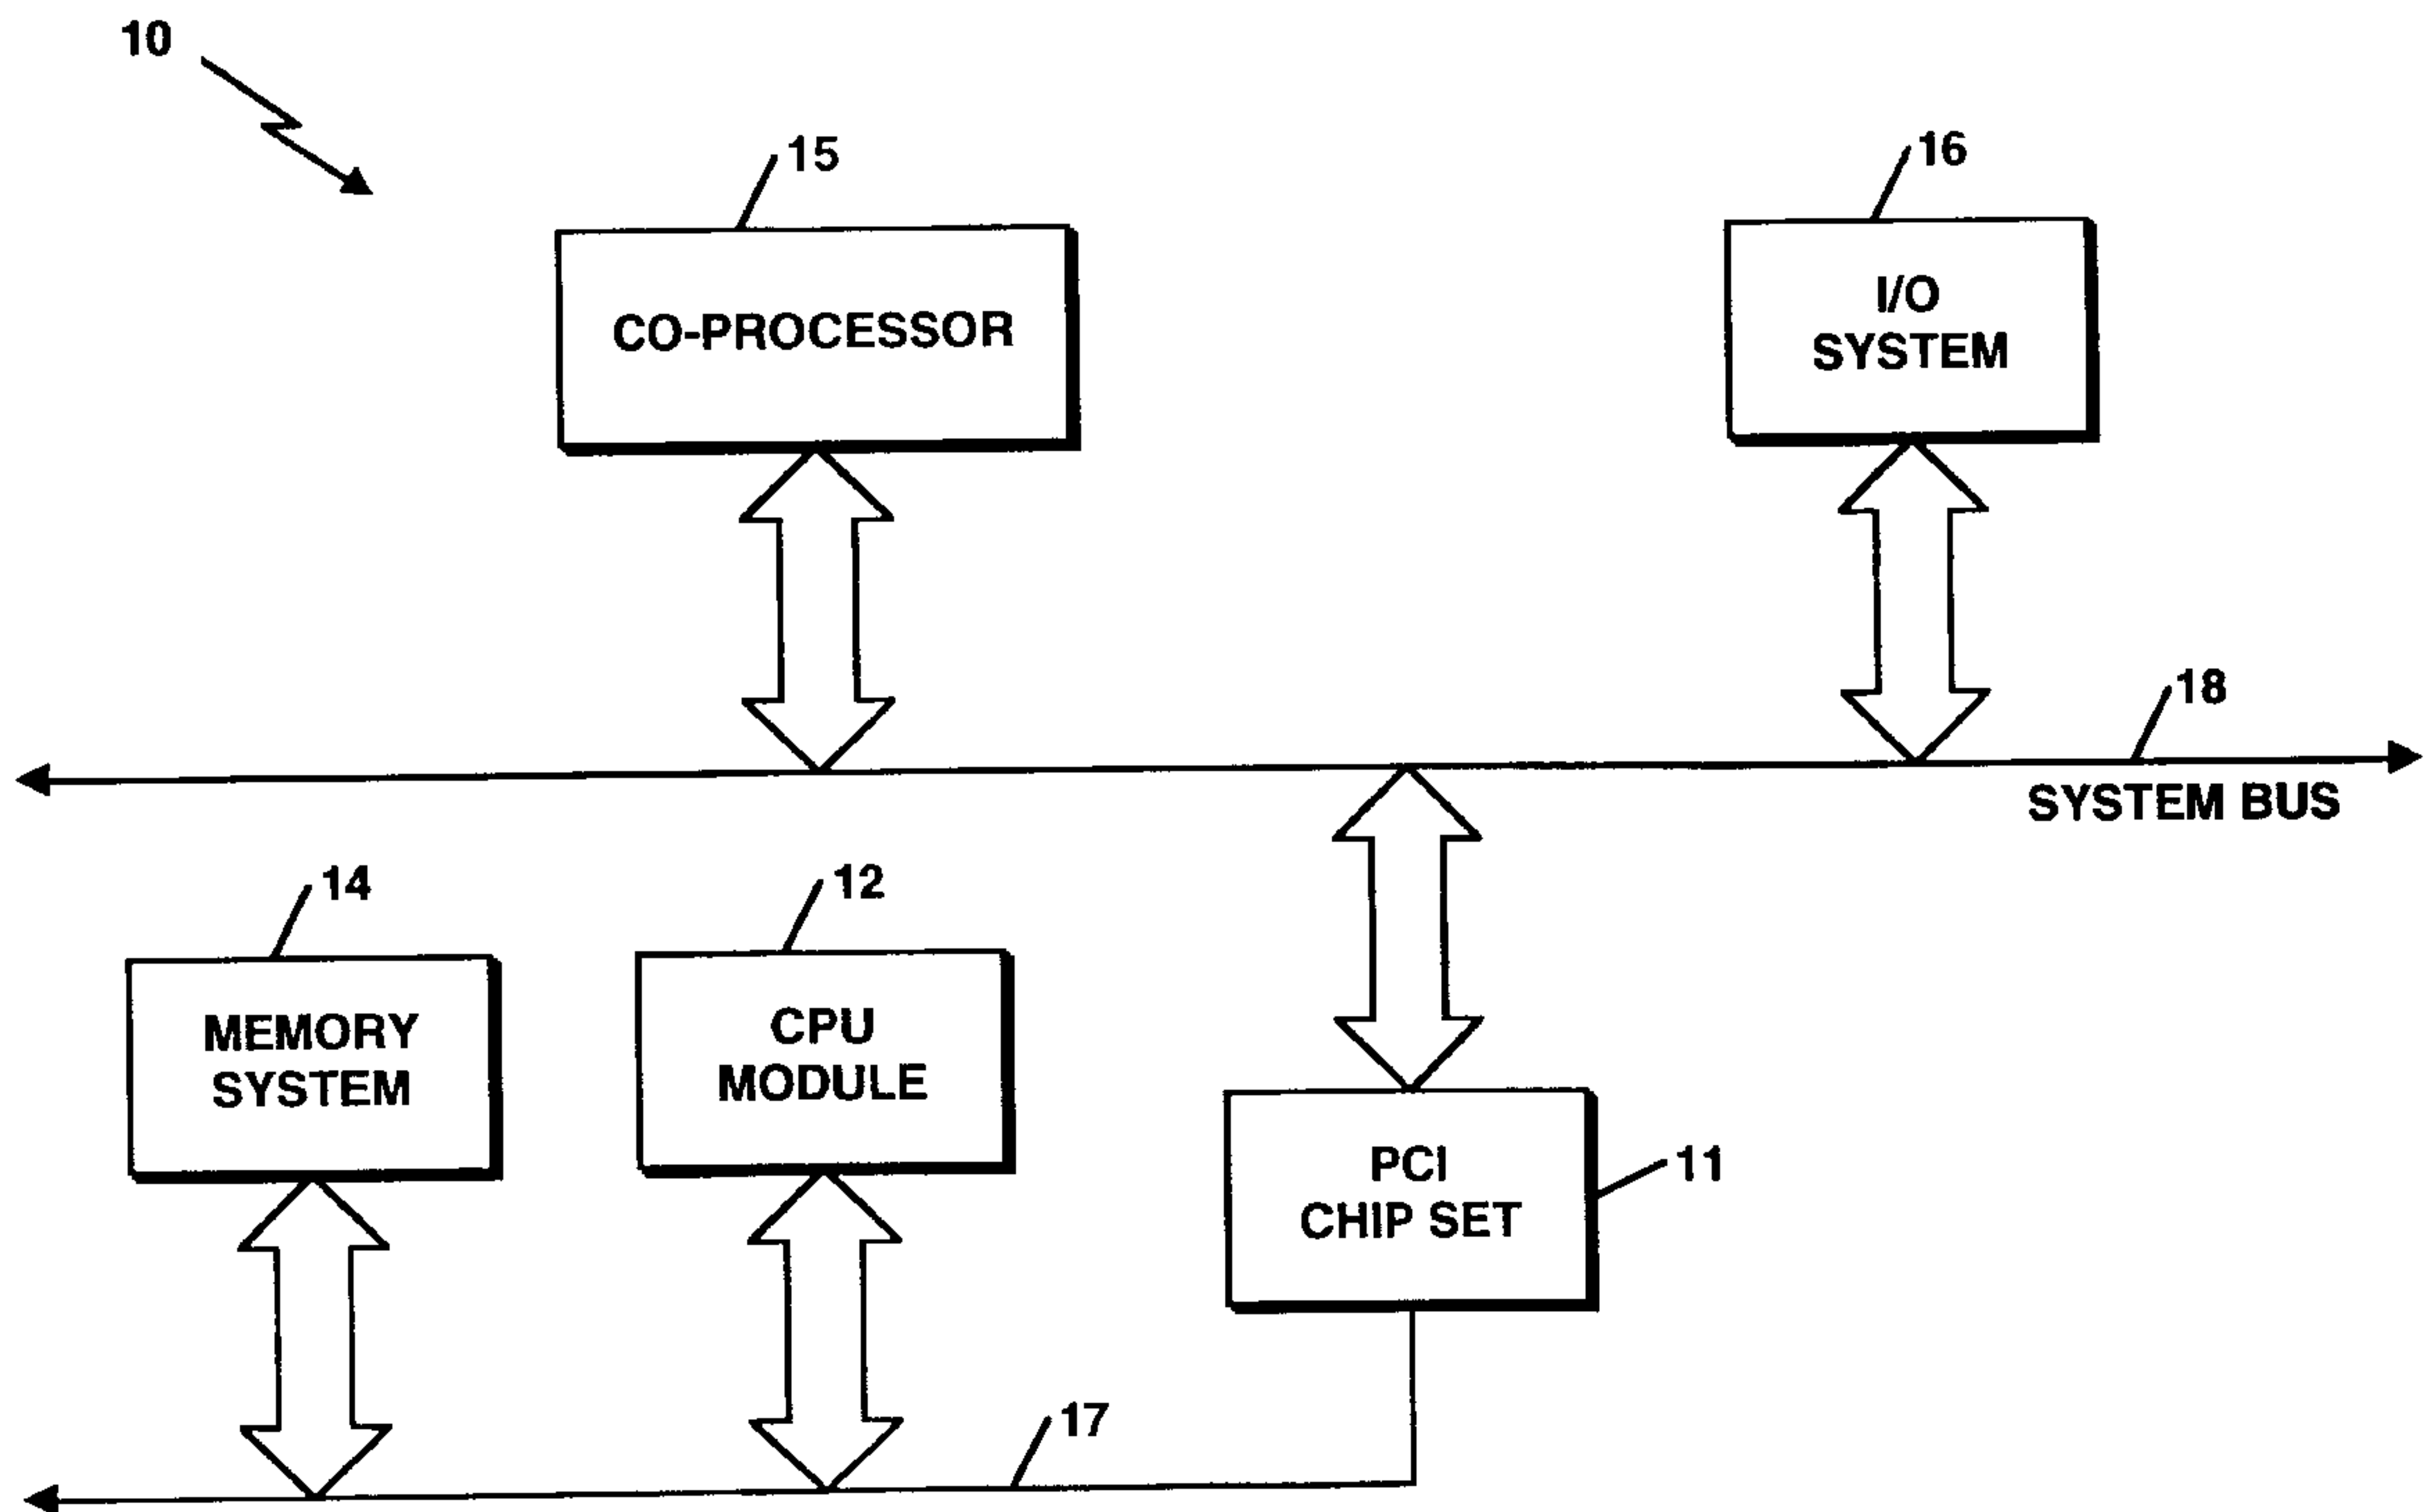 10
15
16
CO-PROCESSOR
I/O
SYSTEM
18
SYSTEM BUS
14
12
MEMORY
SYSTEM
CPU
MODULE
PCI
CHIP SET
11
17